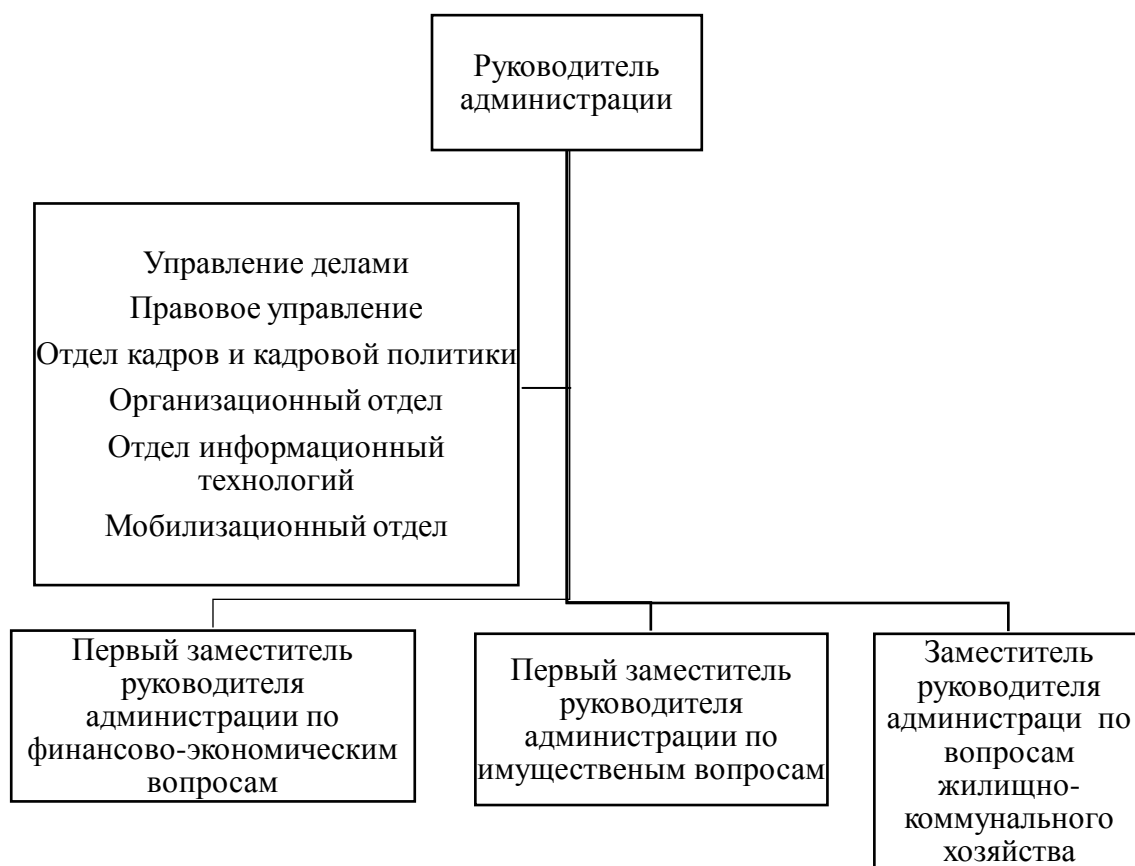 Руководитель
администрации
Управление делами
Правовое управление
Отдел кадров и кадровой политики
Организационный отдел
Отдел информационный
технологий
Мобилизационный отдел
Первый заместитель
руководителя
администрации по
финансово-экономическим
вопросам
Первый заместитель
руководителя
администрации по
имущественым вопросам
Заместитель
руководителя
администраци по
вопросам
жилищно-
коммунального
хозяйства